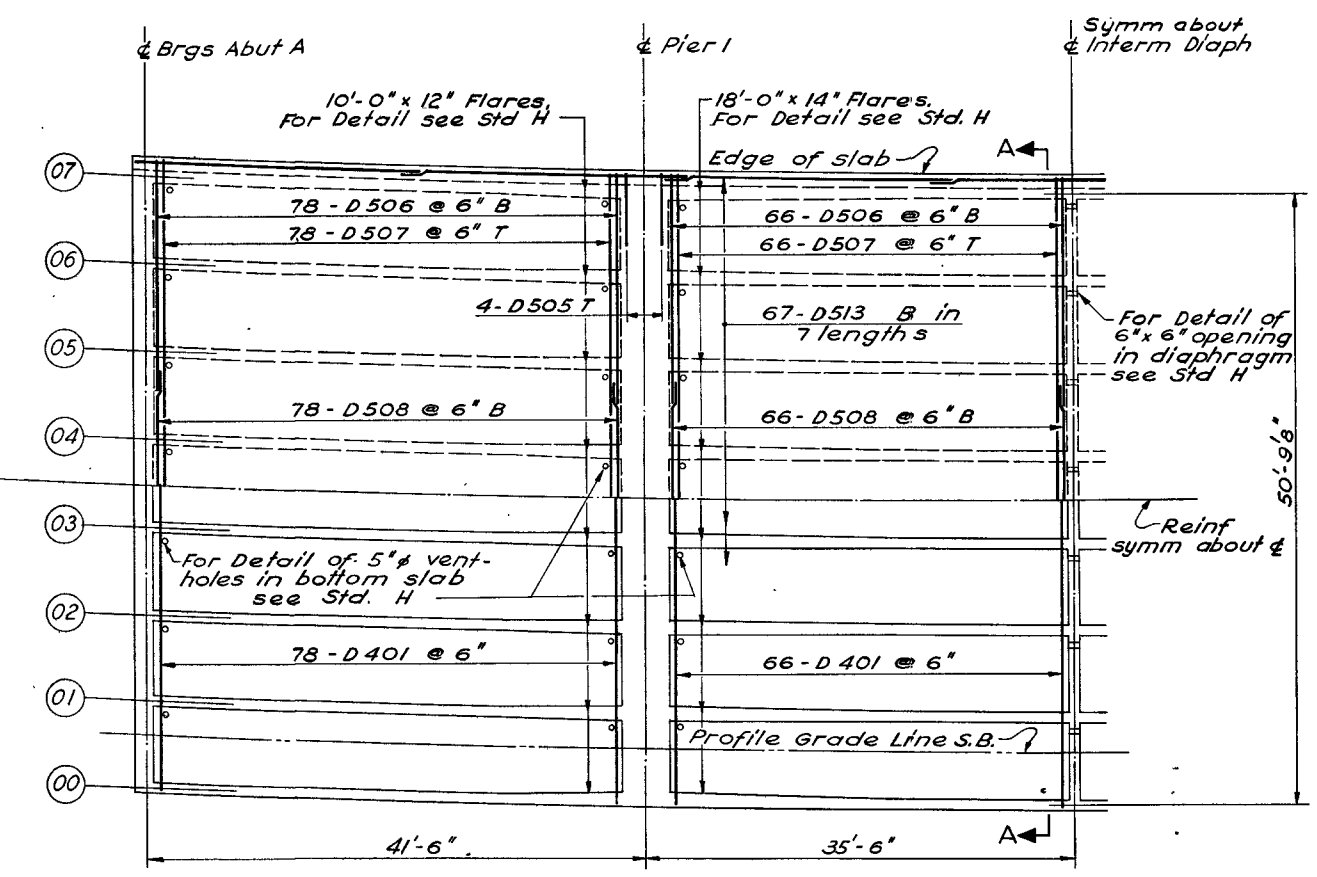 Symm about
℄ Brgs Abut A
℄ Pier 1
℄ Interm Diaph
10'-0" x 12" Flares,
For Detail see Std H
18'-0" x 14" Flares.
For Detail see Std. H
Edge of slab
A
07
78 - D506 @ 6" B
66 - D506 @ 6" B
78 - D507 @ 6" T
66 - D507 @ 6" T
06
4 - D505 T
67 - D513 B in
7 lengths
For Detail of
6" x 6" opening
in diaphragm
see Std H
05
78 - D508 @ 6" B
66 - D508 @ 6" B
04
50'-9⅛"
03
Reinf
symm about ℄
For Detail of 5" ϕ vent-
holes in bottom slab
see Std. H
02
78 - D401 @ 6"
66 - D401 @ 6"
01
Profile Grade Line S.B.
00
A
41'-6"
35'-6"